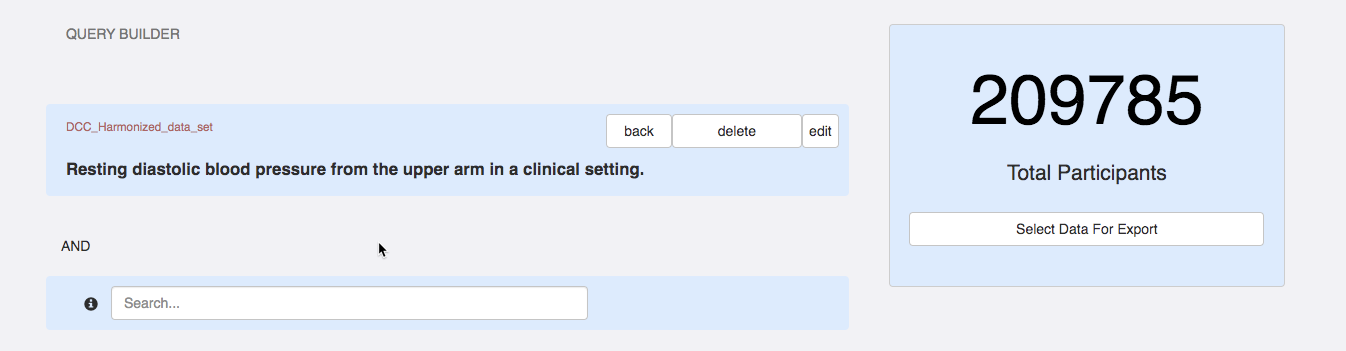 QUERY BUILDER
DCC_Harmonized_data_set
back
delete
edit
Resting diastolic blood pressure from the upper arm in a clinical setting.
AND
Search...
209785
Total Participants
Select Data For Export